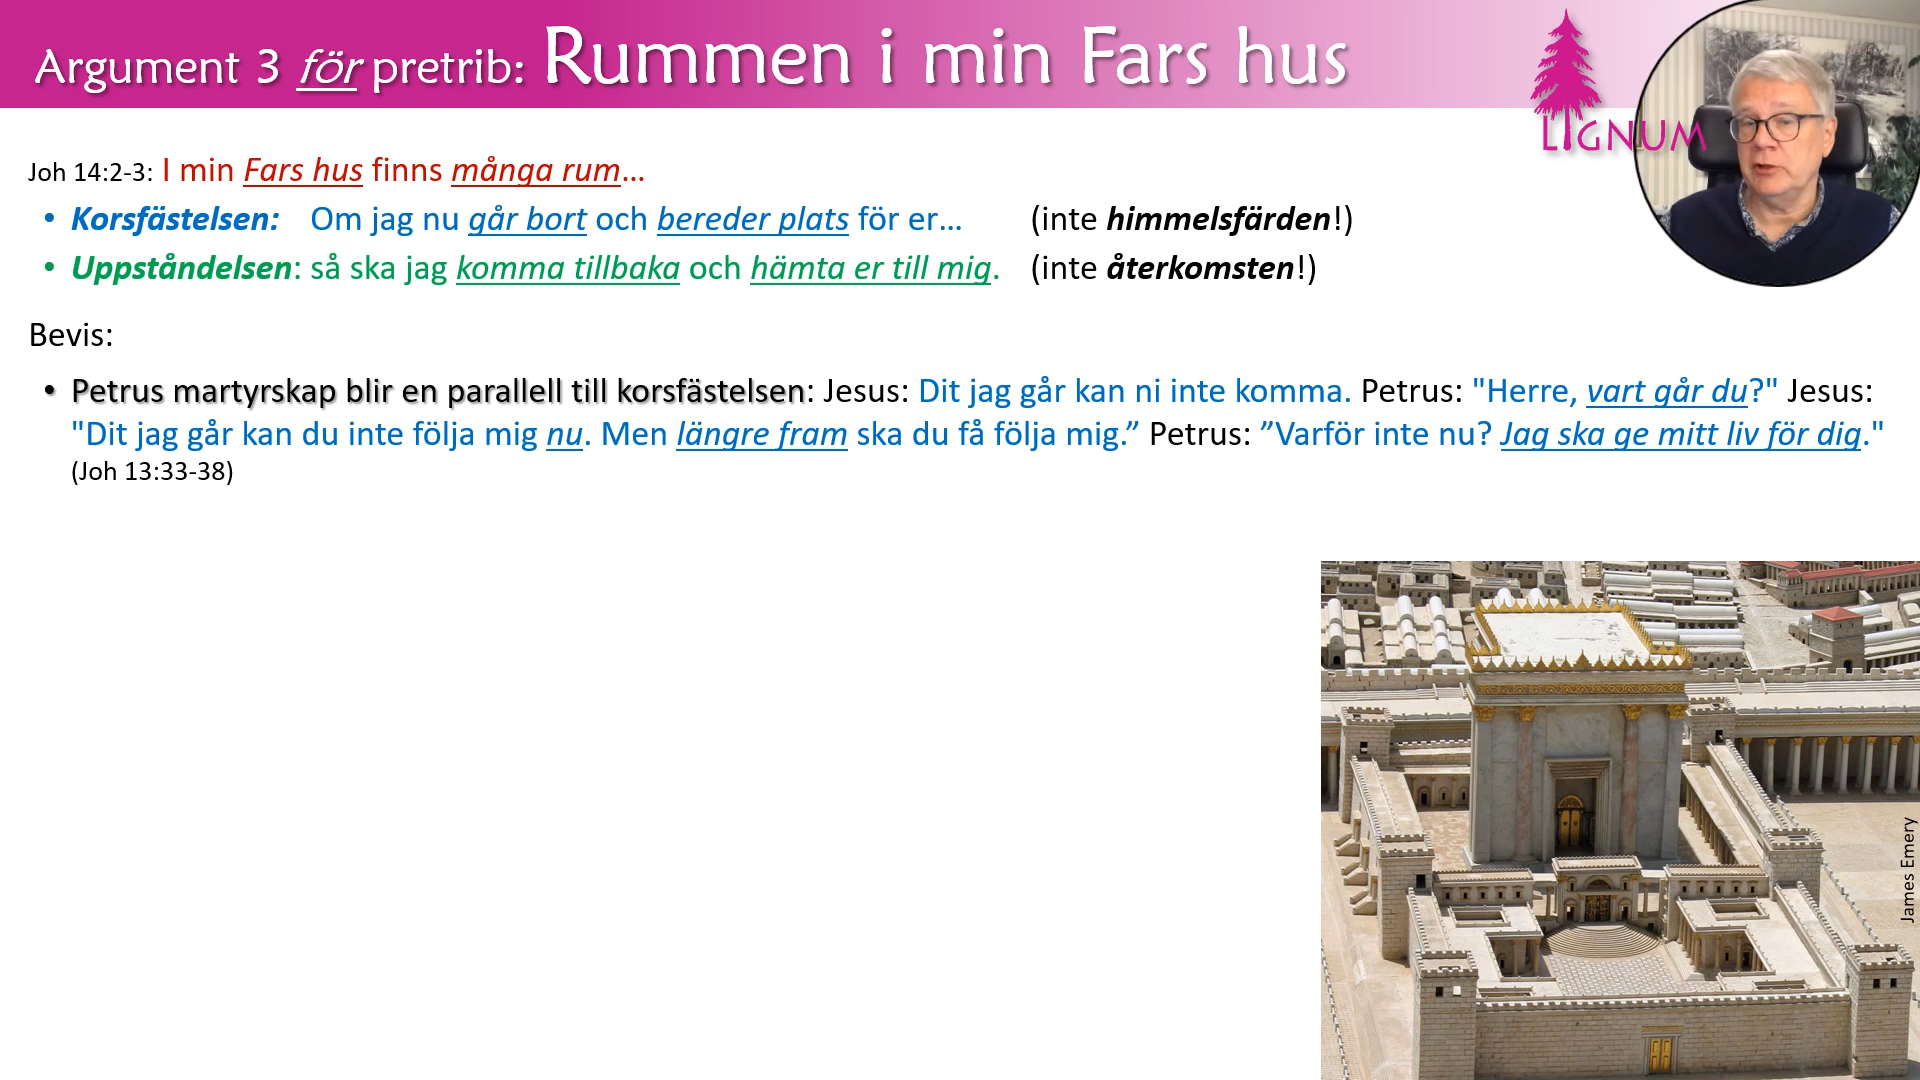 Argument 3 för pretrib: Rummen i min Fars hus
LIGNUM
Joh 14:2-3: I min Fars hus finns många rum…
• Korsfästelsen: Om jag nu går bort och bereder plats för er… (inte himmelsfärden!)
• Uppståndelsen: så ska jag komma tillbaka och hämta er till mig. (inte återkomsten!)
Bevis:
• Petrus martyrskap blir en parallell till korsfästelsen: Jesus: Dit jag går kan ni inte komma. Petrus: "Herre, vart går du?" Jesus:
"Dit jag går kan du inte följa mig nu. Men längre fram ska du få följa mig.” Petrus: ”Varför inte nu? Jag ska ge mitt liv för dig."
(Joh 13:33-38)
James Emery